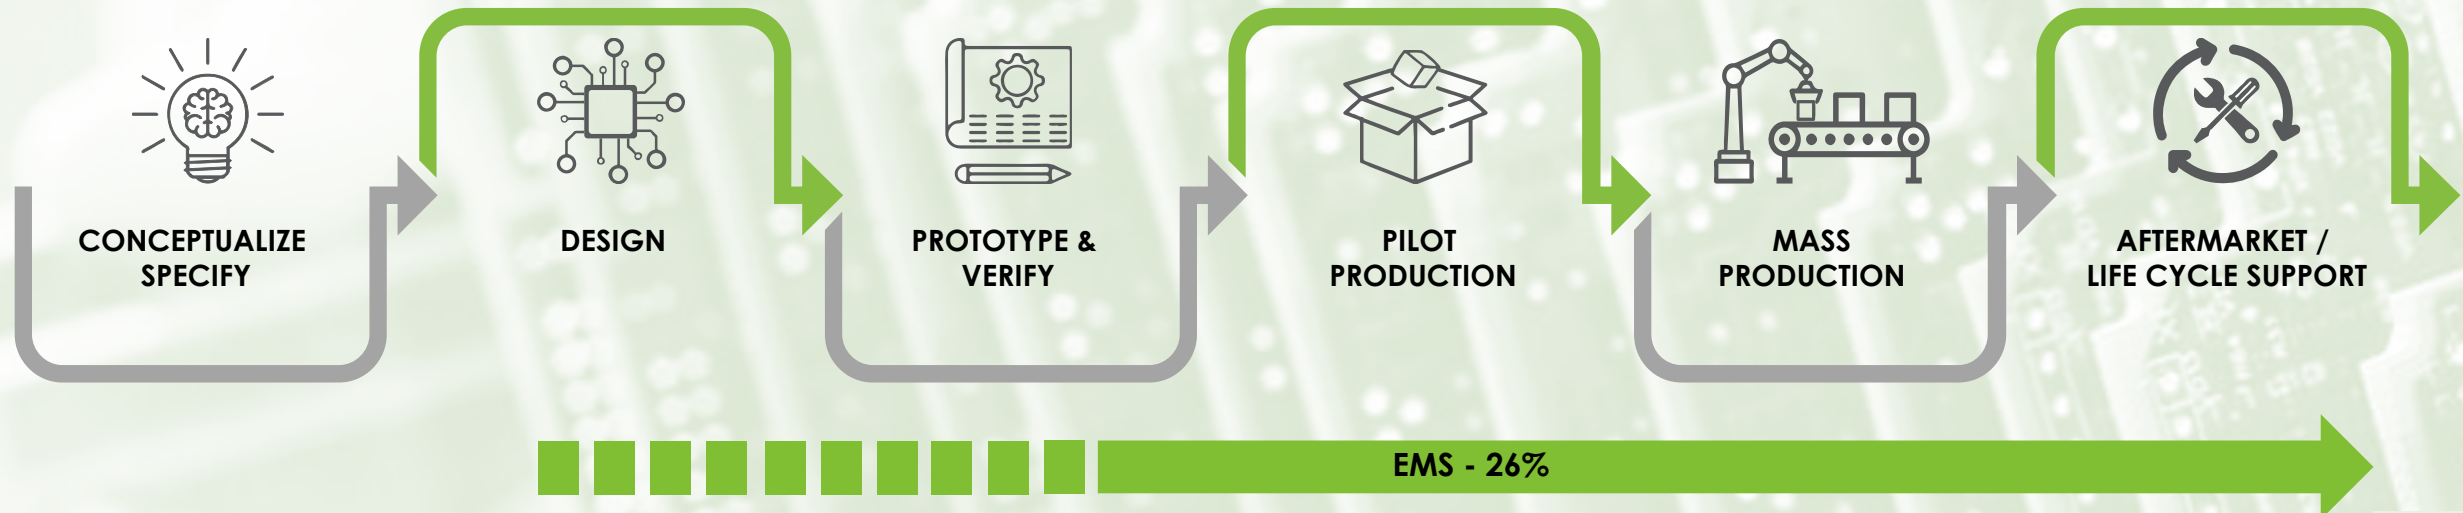 CONCEPTUALIZE
SPECIFY
DESIGN
PROTOTYPE &
VERIFY
PILOT
PRODUCTION
MASS
PRODUCTION
AFTERMARKET /
LIFE CYCLE SUPPORT
EMS - 26%